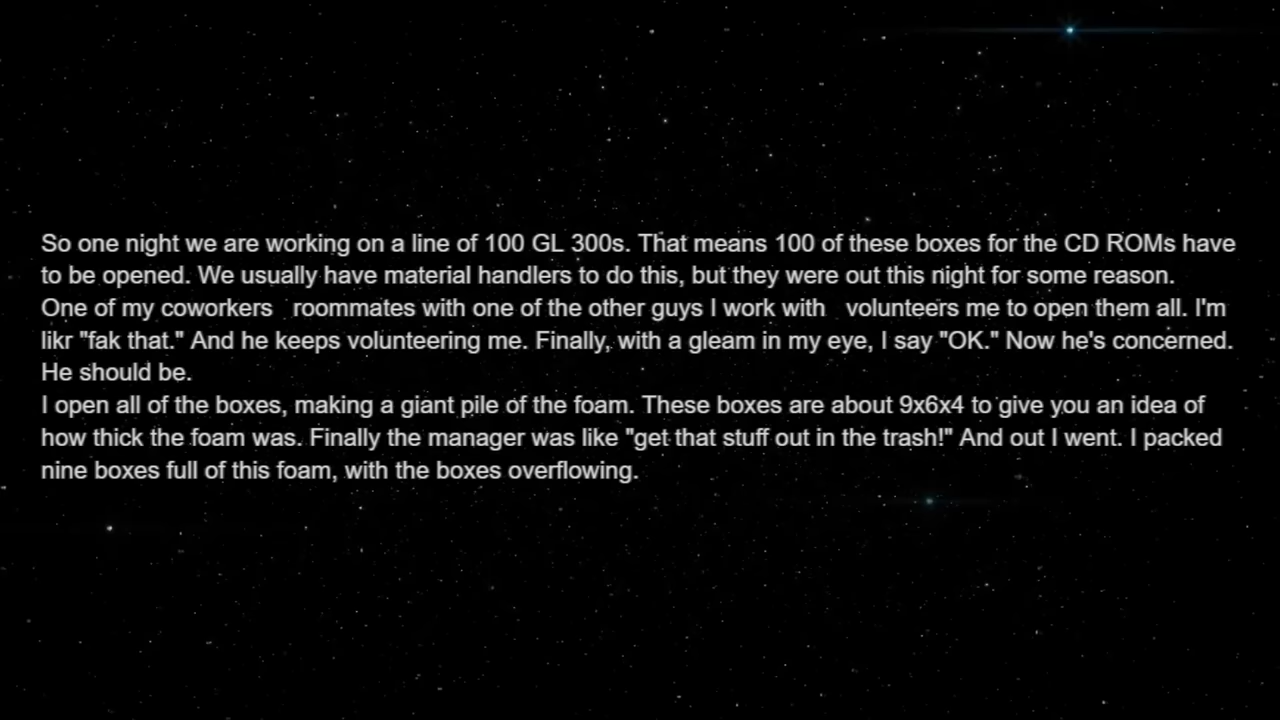 So one night we are working on a line of 100 GL 300s. That means 100 of these boxes for the CD ROMs have
to be opened. We usually have material handlers to do this, but they were out this night for some reason.
One of my coworkers   roommates with one of the other guys I work with   volunteers me to open them all. I'm
likr "fak that." And he keeps volunteering me. Finally, with a gleam in my eye, I say "OK." Now he's concerned.
He should be.
I open all of the boxes, making a giant pile of the foam. These boxes are about 9x6x4 to give you an idea of
how thick the foam was. Finally the manager was like "get that stuff out in the trash!" And out I went. I packed
nine boxes full of this foam, with the boxes overflowing.